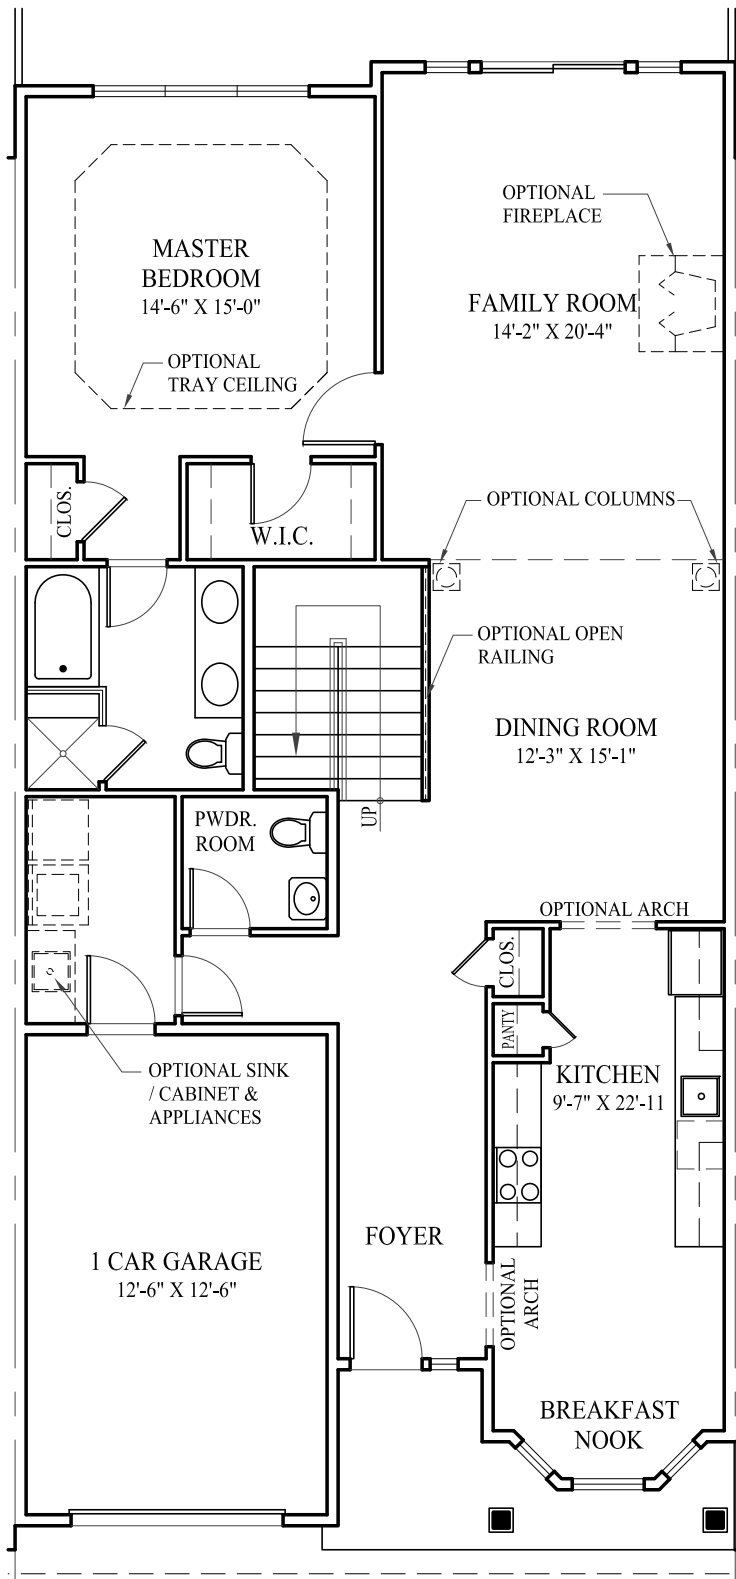 OPTIONAL
FIREPLACE
MASTER
BEDROOM
14'-6" X 15'-0"
FAMILY ROOM
14'-2" X 20'-4"
OPTIONAL
TRAY CEILING
CLOS.
W.I.C.
OPTIONAL COLUMNS
OPTIONAL OPEN
RAILING
DINING ROOM
12'-3" X 15'-1"
PWDR.
ROOM
UP
OPTIONAL ARCH
CLOS.
PANTY
OPTIONAL SINK
/ CABINET &
APPLIANCES
KITCHEN
9'-7" X 22'-11
FOYER
1 CAR GARAGE
12'-6" X 12'-6"
OPTIONAL
ARCH
BREAKFAST
NOOK